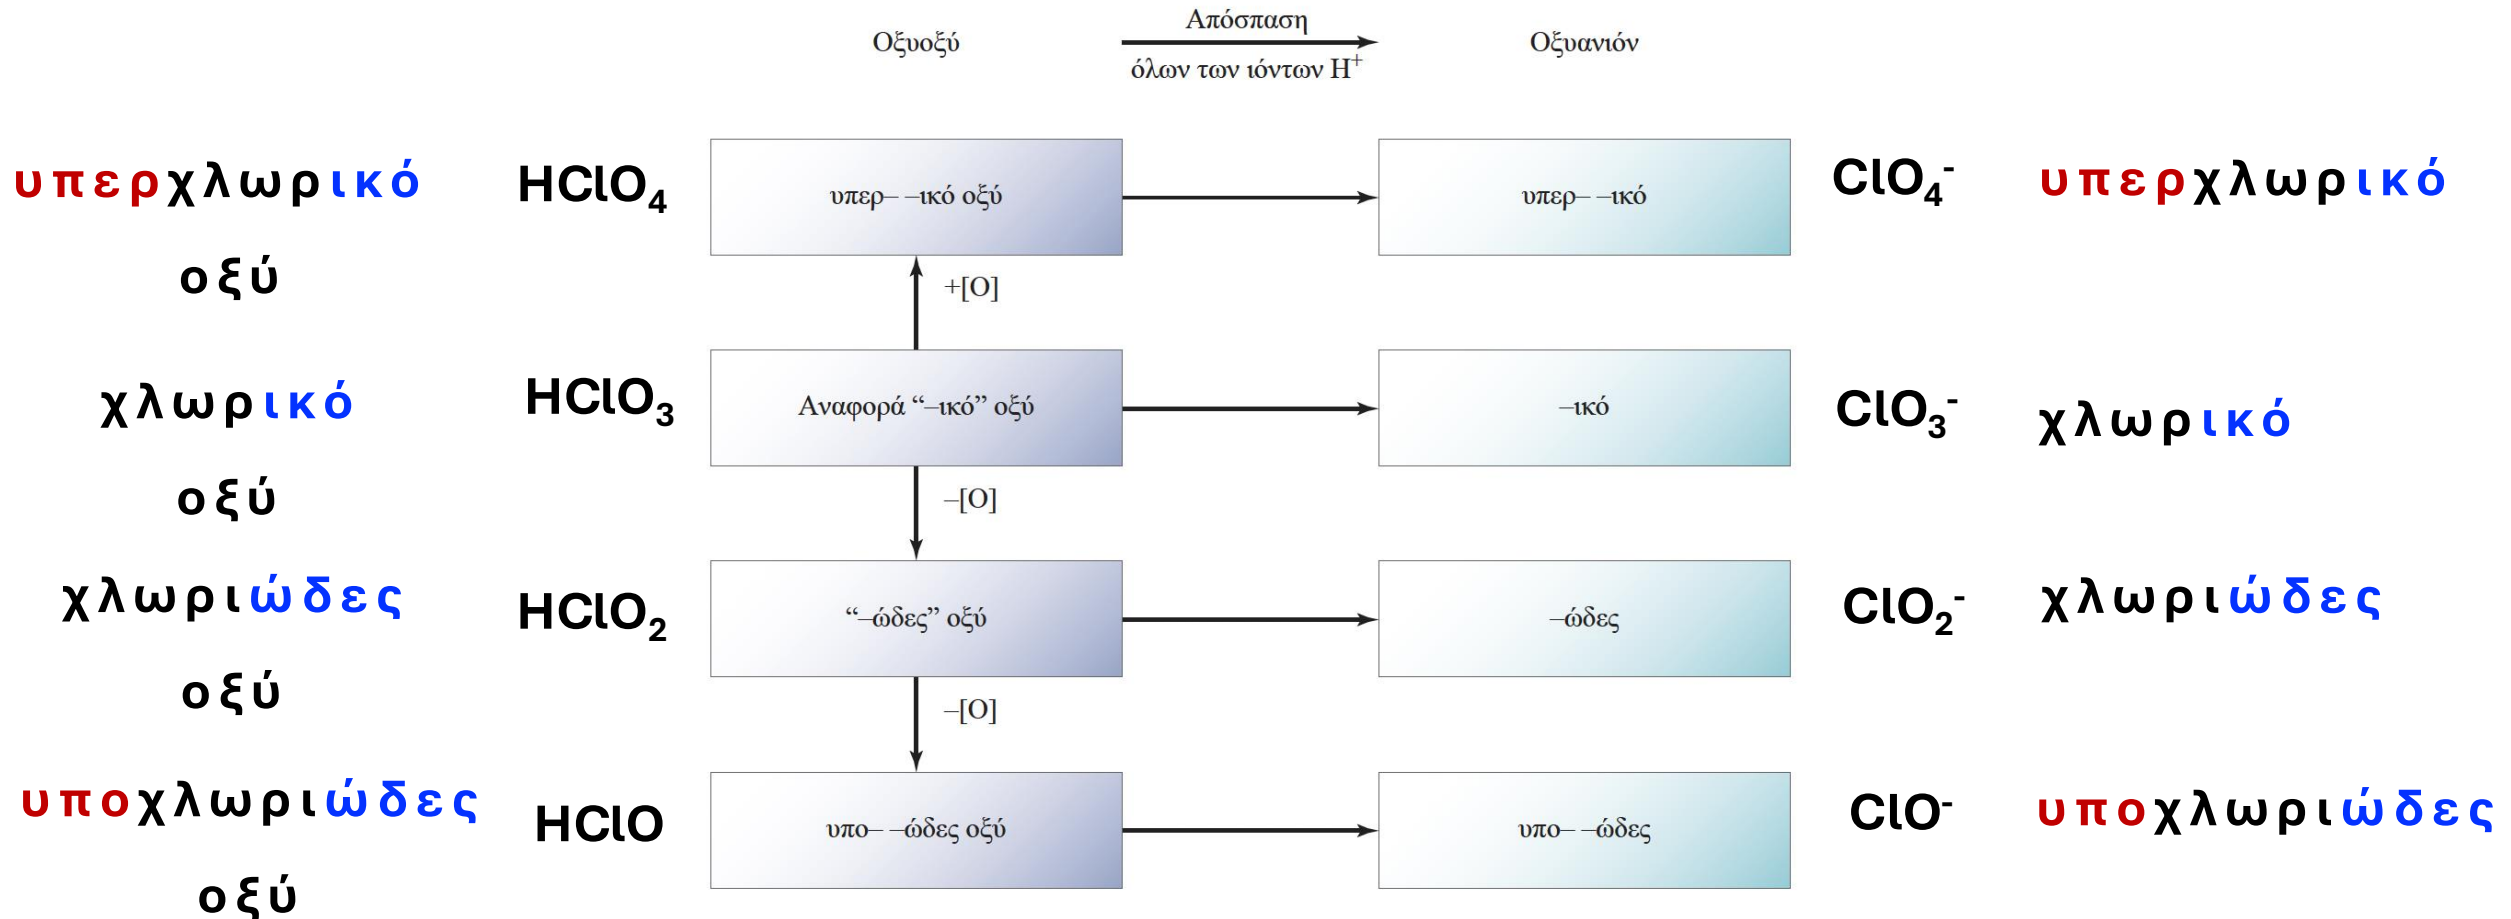 Οξυοξύ
Απόσπαση
όλων των ιόντων H⁺
Οξυανιόν
υπερχλωρικό
οξύ
HClO₄
υπερ– –ικό οξύ
υπερ– –ικό
ClO₄⁻
υπερχλωρικό
+[O]
χλωρικό
οξύ
HClO₃
Αναφορά “–ικό” οξύ
–ικό
ClO₃⁻
χλωρικό
–[O]
χλωριώδες
οξύ
HClO₂
“–ώδες” οξύ
–ώδες
ClO₂⁻
χλωριώδες
–[O]
υποχλωριώδες
οξύ
HClO
υπο– –ώδες οξύ
υπο– –ώδες
ClO⁻
υποχλωριώδες